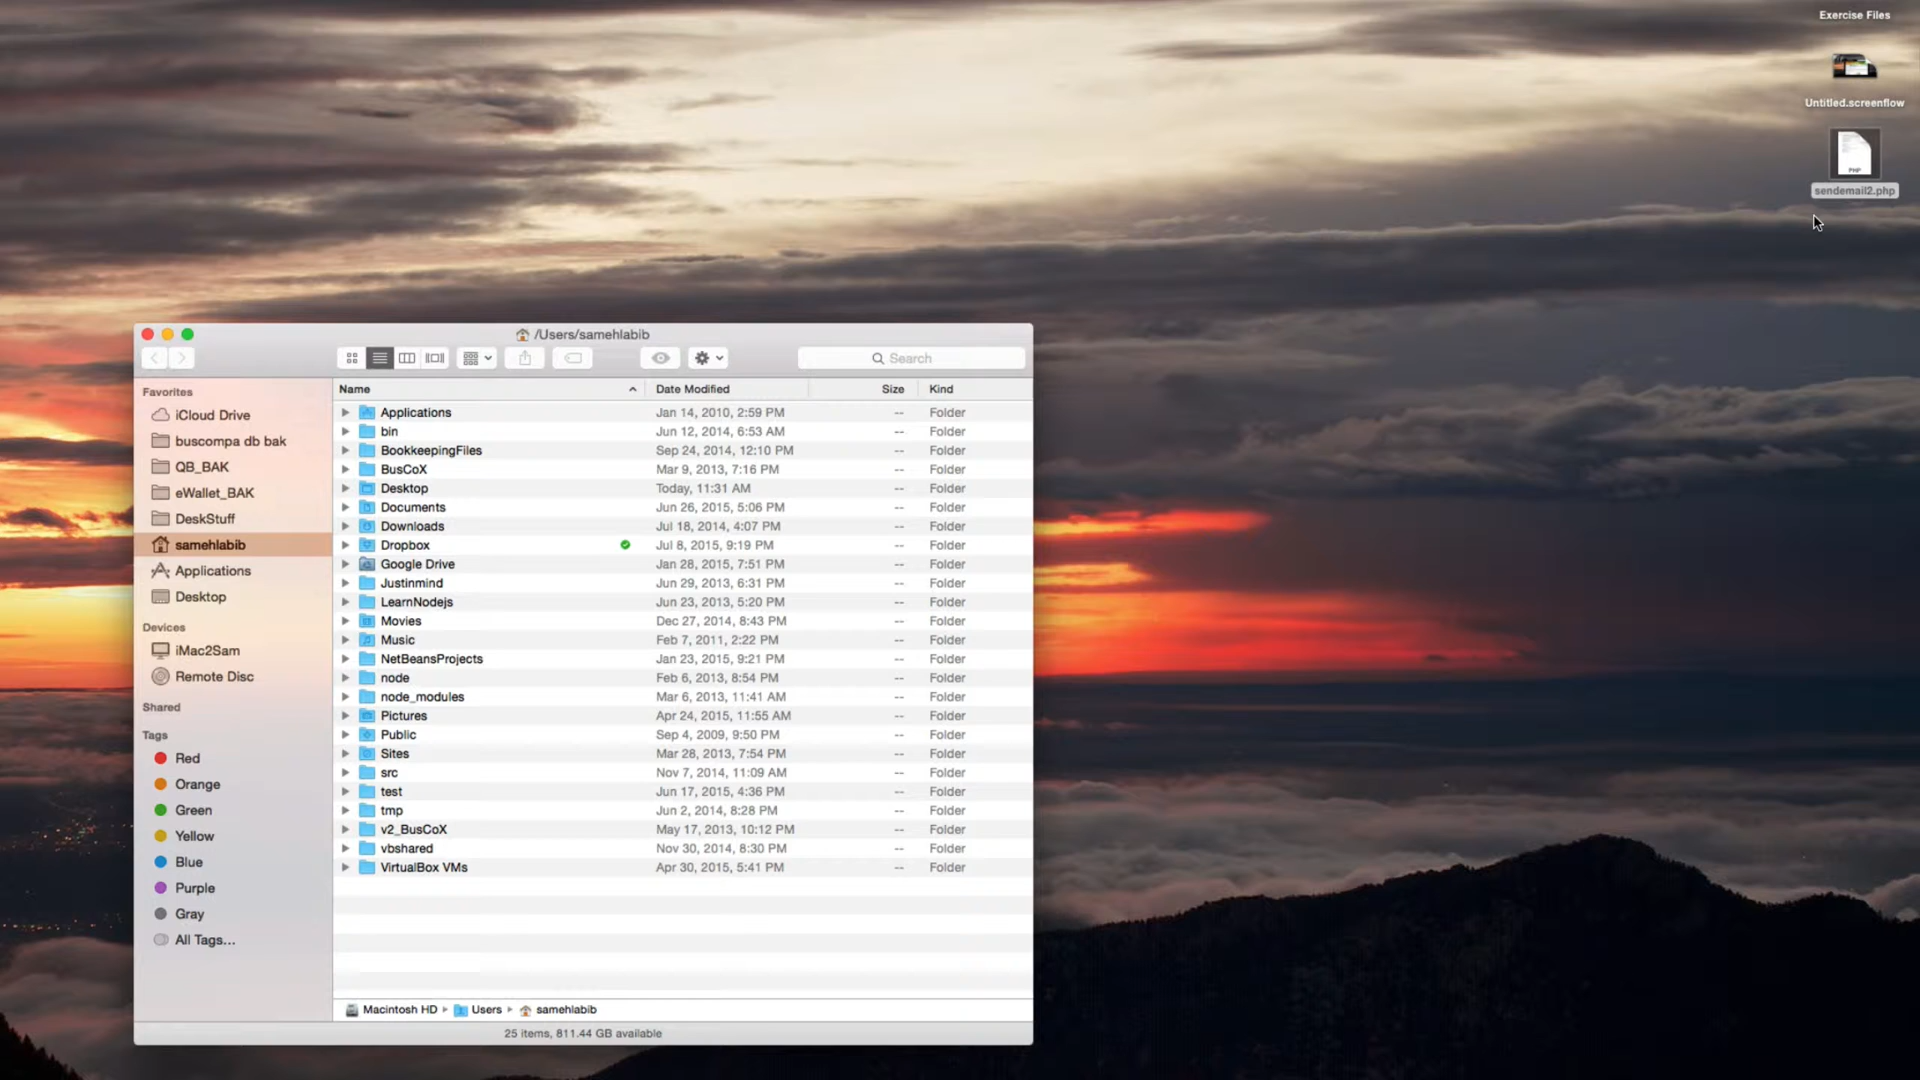 Exercise Files
Untitled.screenflow
PHP
sendemail2.php
/Users/samehlabib
Search
Favorites
iCloud Drive
buscompa db bak
QB_BAK
eWallet_BAK
DeskStuff
samehlabib
Applications
Desktop
Devices
iMac2Sam
Remote Disc
Shared
Tags
Red
Orange
Green
Yellow
Blue
Purple
Gray
All Tags...
Name Date Modified Size Kind
Applications Jan 14, 2010, 2:59 PM -- Folder
bin Jun 12, 2014, 6:53 AM -- Folder
BookkeepingFiles Sep 24, 2014, 12:10 PM -- Folder
BusCoX Mar 9, 2013, 7:16 PM -- Folder
Desktop Today, 11:31 AM -- Folder
Documents Jun 26, 2015, 5:06 PM -- Folder
Downloads Jul 18, 2014, 4:07 PM -- Folder
Dropbox Jul 8, 2015, 9:19 PM -- Folder
Google Drive Jan 28, 2015, 7:51 PM -- Folder
Justinmind Jun 29, 2013, 6:31 PM -- Folder
LearnNodejs Jun 23, 2013, 5:20 PM -- Folder
Movies Dec 27, 2014, 8:43 PM -- Folder
Music Feb 7, 2011, 2:22 PM -- Folder
NetBeansProjects Jan 23, 2015, 9:21 PM -- Folder
node Feb 6, 2013, 8:54 PM -- Folder
node_modules Mar 6, 2013, 11:41 AM -- Folder
Pictures Apr 24, 2015, 11:55 AM -- Folder
Public Sep 4, 2009, 9:50 PM -- Folder
Sites Mar 28, 2013, 7:54 PM -- Folder
src Nov 7, 2014, 11:09 AM -- Folder
test Jun 17, 2015, 4:36 PM -- Folder
tmp Jun 2, 2014, 8:28 PM -- Folder
v2_BusCoX May 17, 2013, 10:12 PM -- Folder
vbshared Nov 30, 2014, 8:30 PM -- Folder
VirtualBox VMs Apr 30, 2015, 5:41 PM -- Folder
Macintosh HD Users samehlabib
25 items, 811.44 GB available